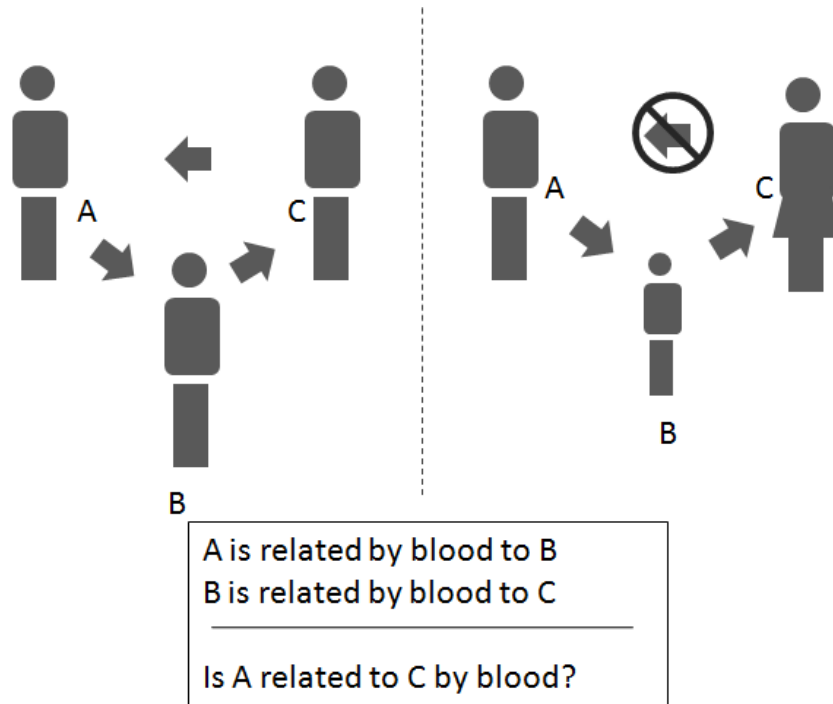 A
C
B
A
C
B
A is related by blood to B
B is related by blood to C
Is A related to C by blood?